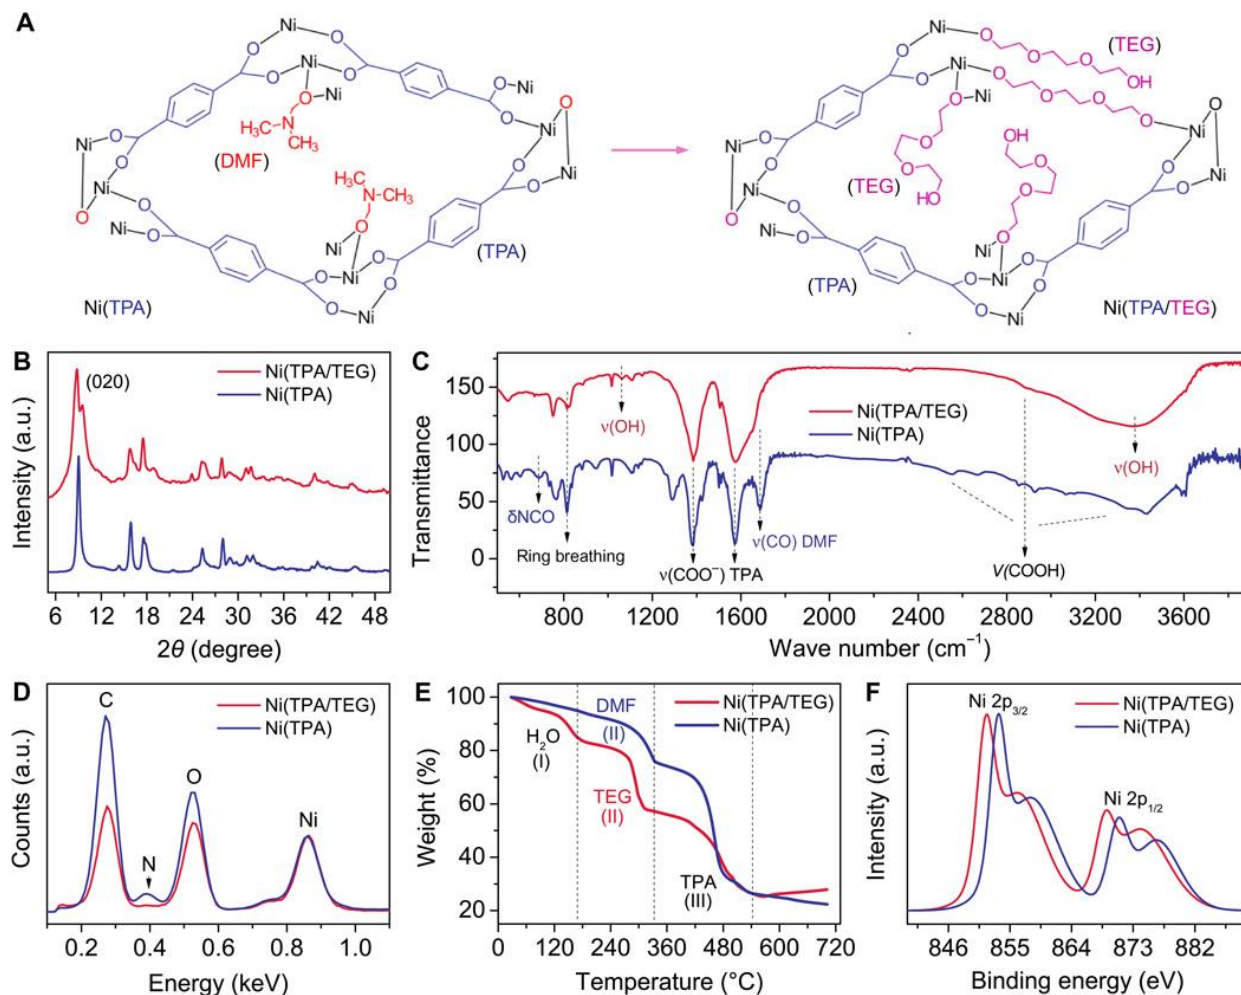 A
Ni
O
O
(DMF)
H₃C
N
CH₃
H₃C
N
CH₃
(TPA)
Ni(TPA)
Ni
O
O
O
OH
(TEG)
(TEG)
HO
OH
(TPA)
Ni(TPA/TEG)
B
(020)
Ni(TPA/TEG)
Ni(TPA)
Intensity (a.u.)
6 12 18 24 30 36 42 48
2θ (degree)
C
Ni(TPA/TEG)
Ni(TPA)
150
100
50
0
Transmittance
ν(OH)
ν(OH)
δNCO
Ring breathing
ν(CO) DMF
ν(COO⁻) TPA
V(COOH)
800 1200 1600 2000 2400 2800 3200 3600
Wave number (cm⁻¹)
D
Ni(TPA/TEG)
Ni(TPA)
C
N
O
Ni
Counts (a.u.)
0.2 0.4 0.6 0.8 1.0
Energy (keV)
E
Ni(TPA/TEG)
Ni(TPA)
100
80
60
40
20
Weight (%)
DMF
(II)
H₂O
(I)
TEG
(II)
TPA
(III)
0 120 240 360 480 600 720
Temperature (°C)
F
Ni 2p₃/₂
Ni(TPA/TEG)
Ni(TPA)
Ni 2p₁/₂
Intensity (a.u.)
846 855 864 873 882
Binding energy (eV)